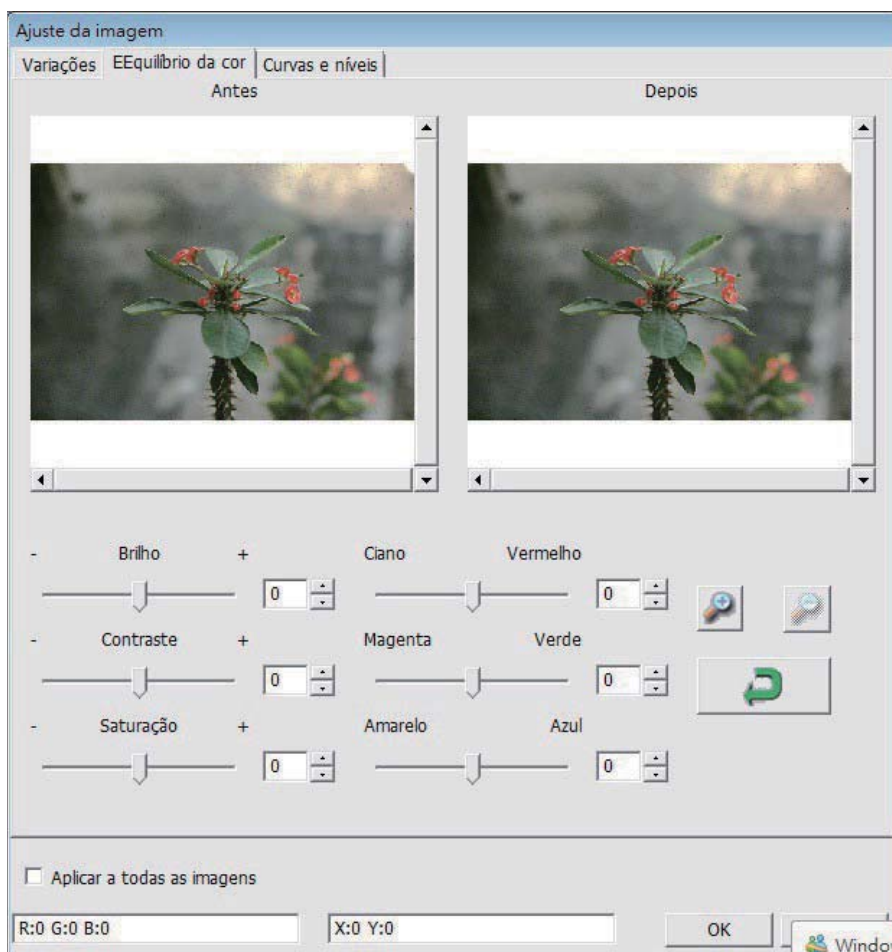 Ajuste da imagem
Variações EEquilíbrio da cor Curvas e níveis
Antes Depois
- Brilho + Ciano Vermelho
0 0
- Contraste + Magenta Verde
0 0
- Saturação + Amarelo Azul
0 0
Aplicar a todas as imagens
R:0 G:0 B:0 X:0 Y:0 OK